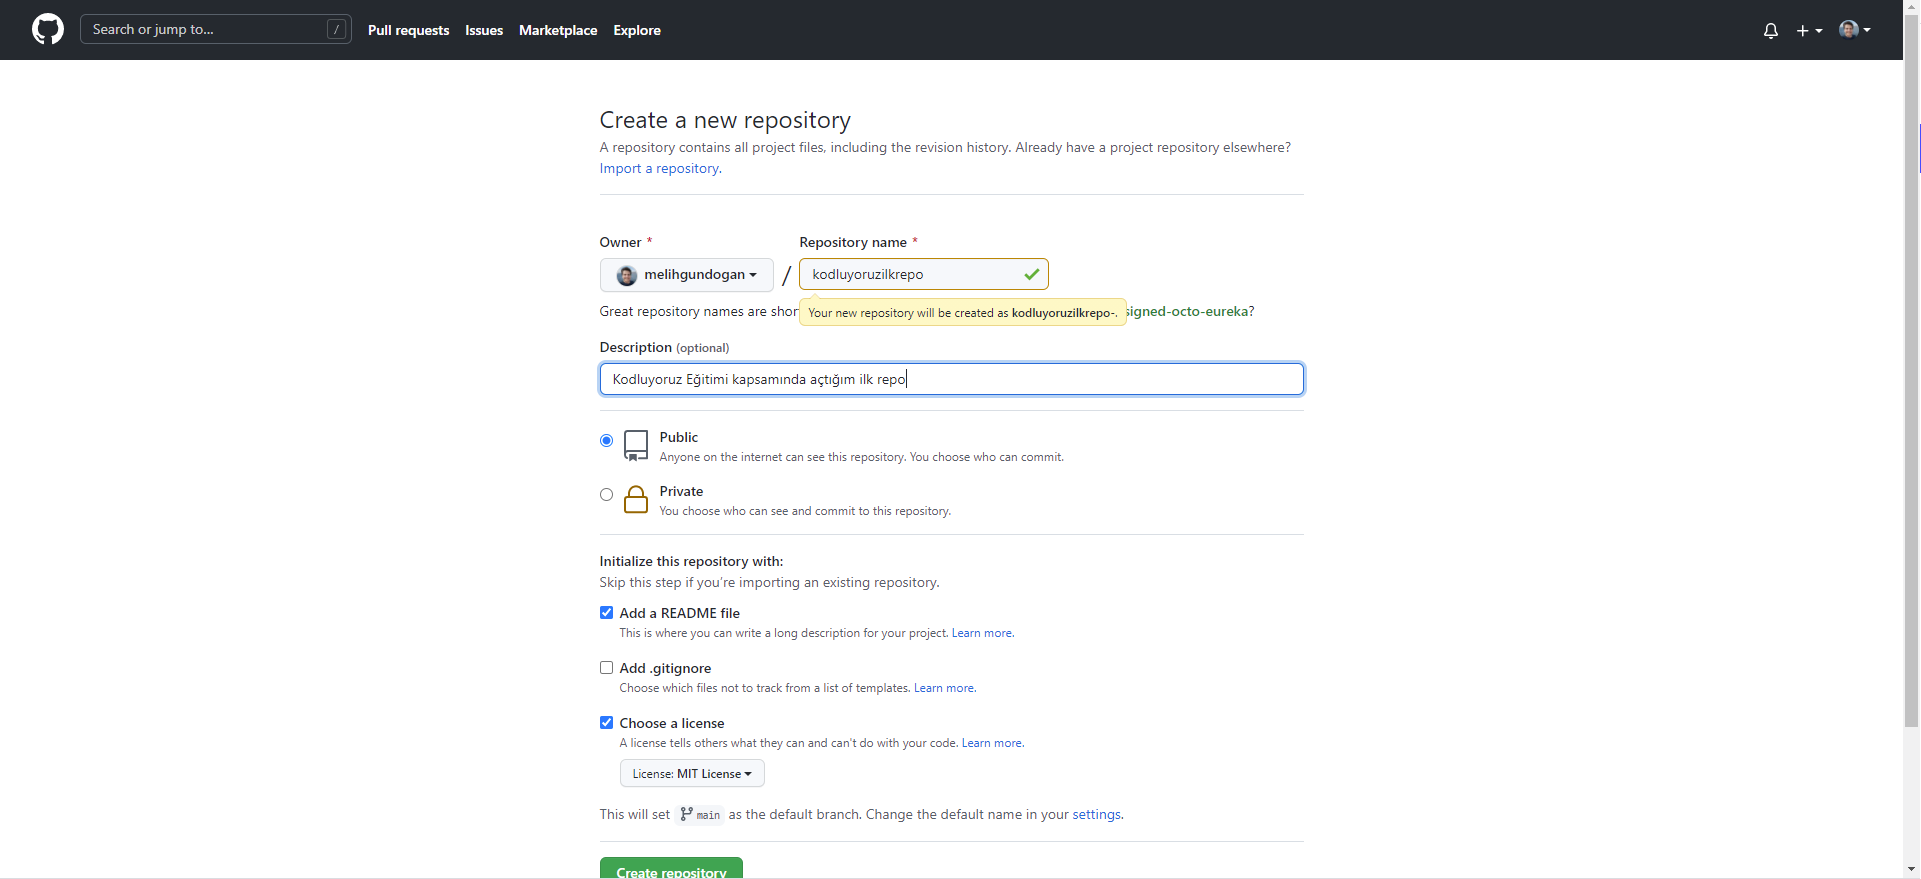 Search or jump to...
/
Pull requests
Issues
Marketplace
Explore
Create a new repository
A repository contains all project files, including the revision history. Already have a project repository elsewhere?
Import a repository.
Owner *
Repository name *
melihgundogan
/
kodluyoruzilkrepo
Great repository names are shor
Your new repository will be created as kodluyoruzilkrepo-.
signed-octo-eureka?
Description (optional)
Kodluyoruz Eğitimi kapsamında açtığım ilk repo
Public
Anyone on the internet can see this repository. You choose who can commit.
Private
You choose who can see and commit to this repository.
Initialize this repository with:
Skip this step if you're importing an existing repository.
Add a README file
This is where you can write a long description for your project. Learn more.
Add .gitignore
Choose which files not to track from a list of templates. Learn more.
Choose a license
A license tells others what they can and can't do with your code. Learn more.
License: MIT License
This will set main as the default branch. Change the default name in your settings.
Create repository